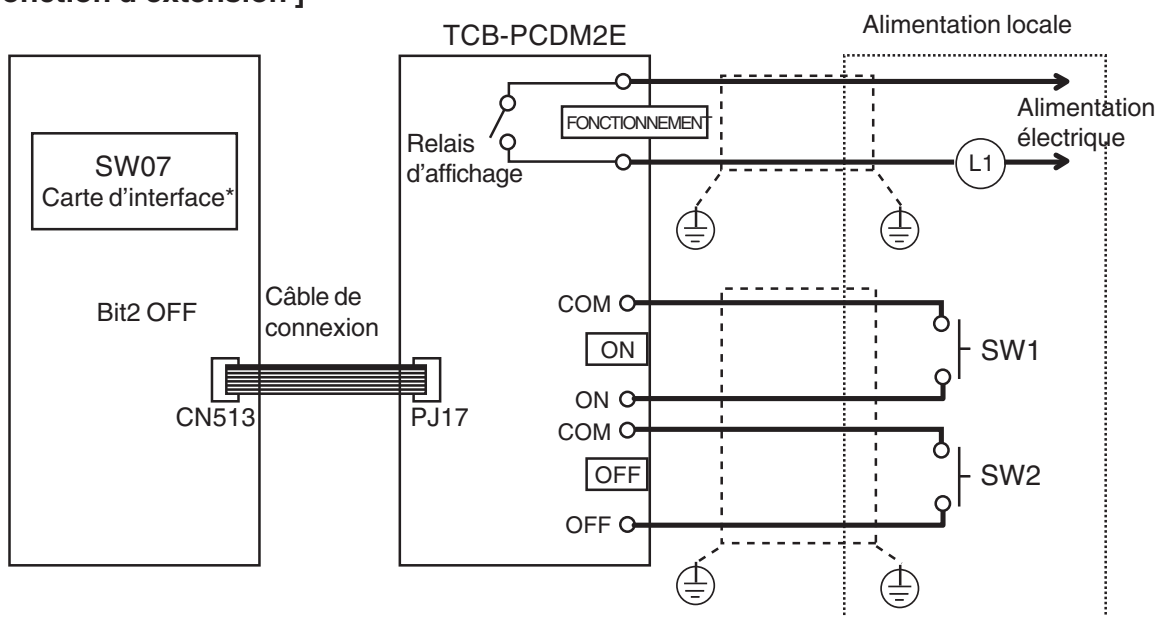 onction d'extension ]
TCB-PCDM2E
Alimentation locale
SW07
Carte d'interface*
Bit2 OFF
Câble de
connexion
CN513
PJ17
Relais
d'affichage
FONCTIONNEMENT
Alimentation
électrique
L1
COM
ON
ON
COM
OFF
OFF
SW1
SW2